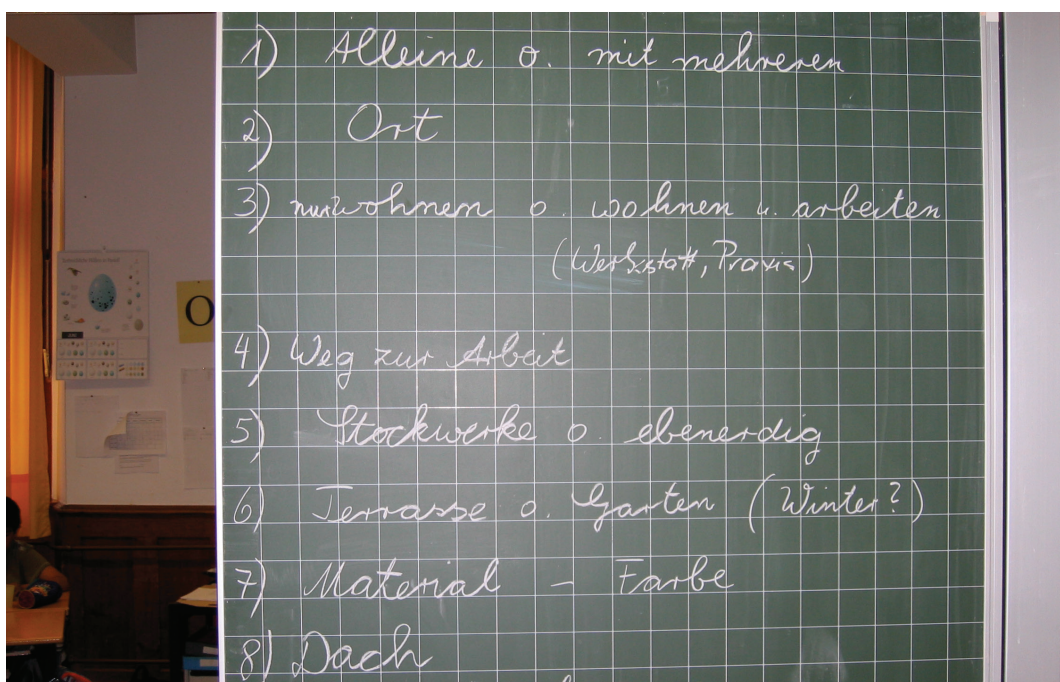 1) Alleine o. mit mehreren
2) Ort
3) nur wohnen o. wohnen u. arbeiten
(Werkstatt, Praxis)
4) Weg zur Arbeit
5) Stockwerke o. ebenerdig
6) Terrasse o. Garten (Winter?)
7) Material – Farbe
8) Dach
O